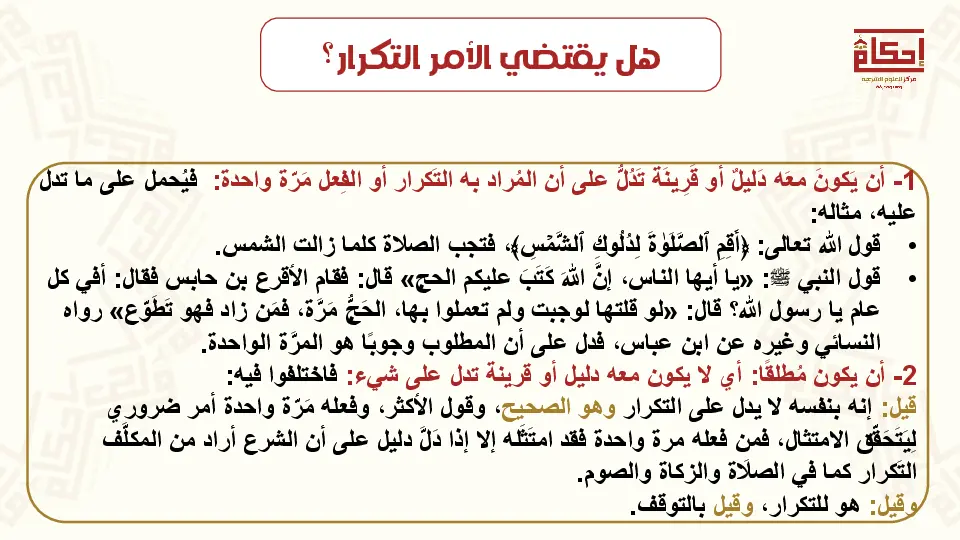 هل يقتضي الأمر التكرار؟
إحكام
مركز العلوم الشرعية
1- أن يَكونَ معَه دَليلٌ أو قَرِينَة تَدُلُّ على أن المُراد به التَكرار أو الفِعل مَرّة واحدة: فيُحمل على ما تدل
عليه، مثاله:
• قول الله تعالى: ﴿أَقِمِ ٱلصَّلَوٰةَ لِدُلُوكِ ٱلشَّمۡسِ﴾، فتجب الصلاة كلما زالت الشمس.
• قول النبي ﷺ: «يا أيها الناس، إنَّ اللهَ كَتَبَ عليكم الحج» قال: فقام الأقرع بن حابس فقال: أفي كل
عام يا رسول الله؟ قال: «لو قلتها لوجبت ولم تعملوا بها، الحَجُّ مَرَّة، فمَن زاد فهو تَطَوّع» رواه
النسائي وغيره عن ابن عباس، فدل على أن المطلوب وجوبًا هو المرَّة الواحدة.
2- أن يكون مُطلقًا: أي لا يكون معه دليل أو قرينة تدل على شيء: فاختلفوا فيه:
قيل: إنه بنفسه لا يدل على التكرار وهو الصحيح، وقول الأكثر، وفعله مَرّة واحدة أمر ضروري
لِيَتَحَقّق الامتثال، فمن فعله مرة واحدة فقد امتَثَله إلا إذا دَلَّ دليل على أن الشرع أراد من المكلَّف
التَكرار كما في الصلَاة والزكاة والصوم.
وقيل: هو للتكرار، وقيل بالتوقف.